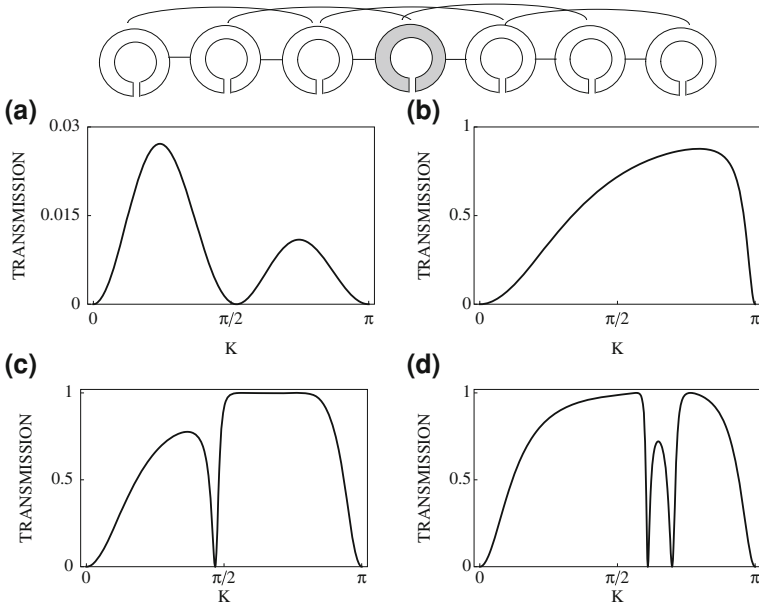 (a)
0.03
0.015
0
TRANSMISSION
0
π/2
π
K
(b)
1
0.5
0
TRANSMISSION
0
π/2
π
K
(c)
1
0.5
0
TRANSMISSION
0
π/2
π
K
(d)
1
0.5
0
TRANSMISSION
0
π/2
π
K